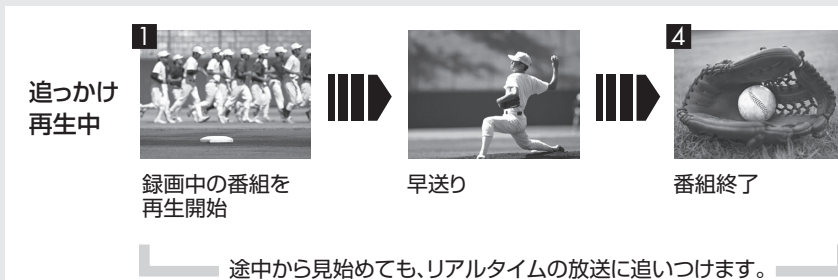 追っかけ
再生中
1
4
録画中の番組を
再生開始
早送り
番組終了
途中から見始めても、リアルタイムの放送に追いつけます。